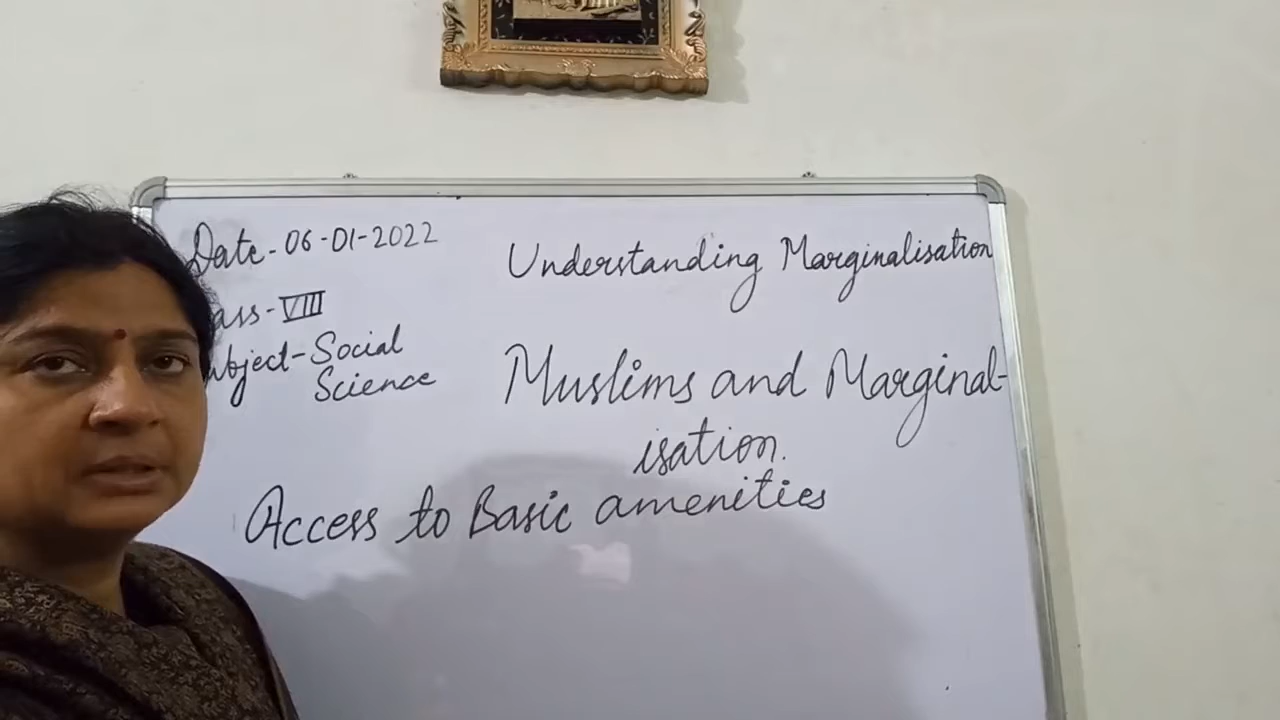 Date-06-01-2022
Understanding Marginalisation
ass-VIII
bject-Social
Science
Muslims and Marginal-
isation.
Access to Basic amenities